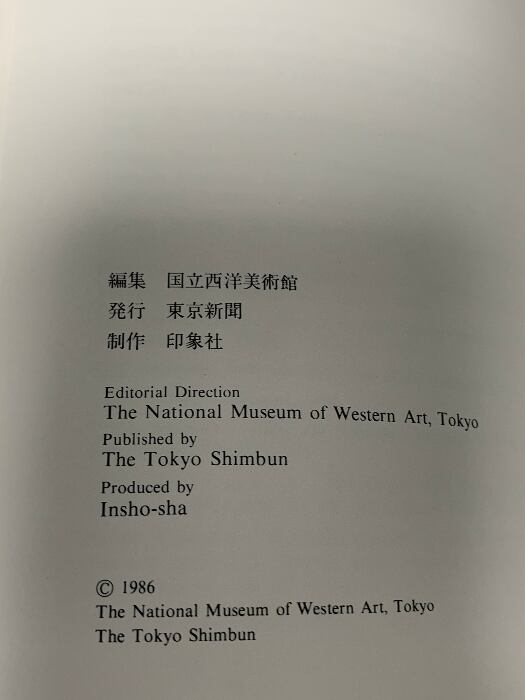 編集　国立西洋美術館
発行　東京新聞
制作　印象社
Editorial Direction
The National Museum of Western Art, Tokyo
Published by
The Tokyo Shimbun
Produced by
Insho-sha
© 1986
The National Museum of Western Art, Tokyo
The Tokyo Shimbun